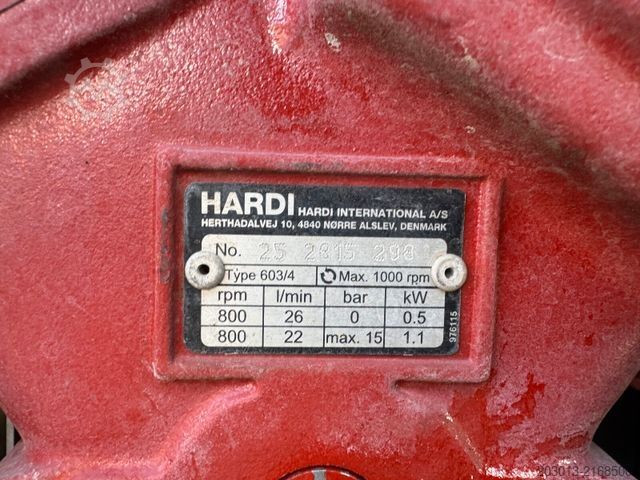 HARDI HARDI INTERNATIONAL A/S
HERTHADALVEJ 10, 4840 NØRRE ALSLEV, DENMARK
No. 25 2815 298
Type 603/4 Max. 1000 rpm
rpm l/min bar kW
800 26 0 0.5
800 22 max. 15 1.1
976115